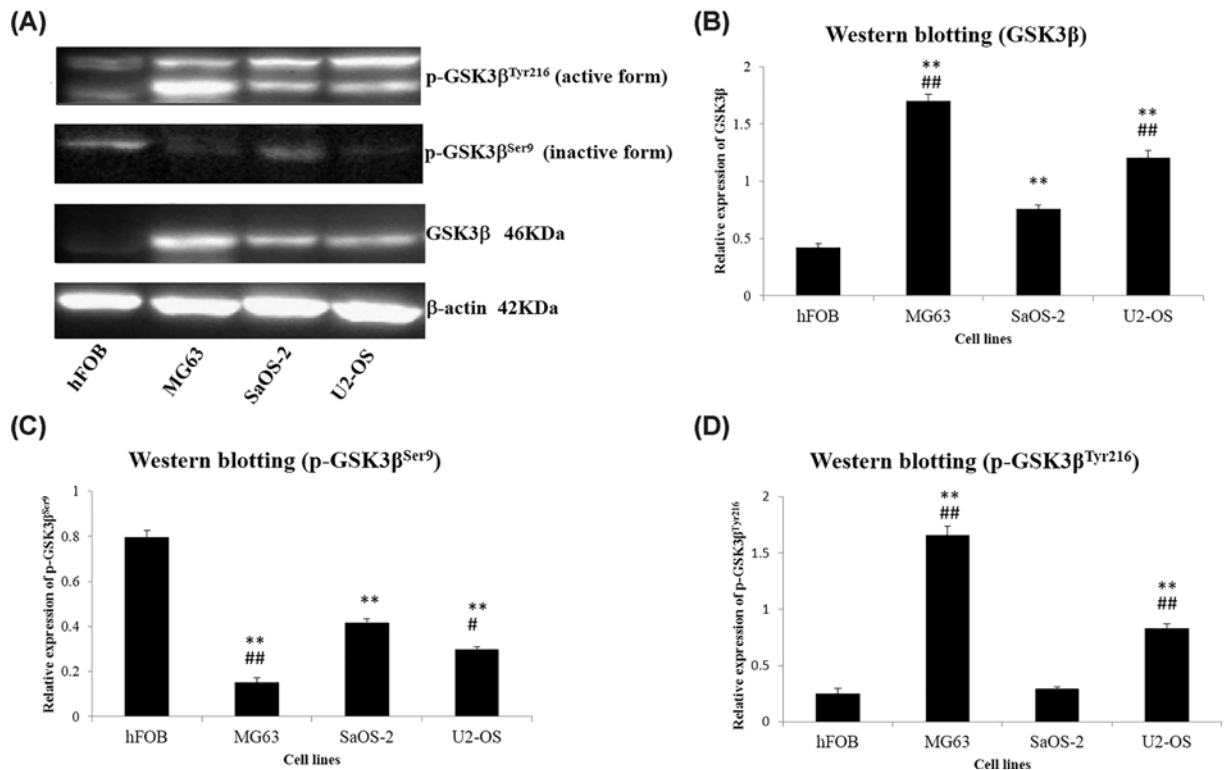 (A)
p-GSK3β^Tyr216 (active form)
p-GSK3β^Ser9 (inactive form)
GSK3β 46KDa
β-actin 42KDa
hFOB
MG63
SaOS-2
U2-OS
(B)
Western blotting (GSK3β)
Relative expression of GSK3β
2
1.5
1
0.5
0
**
##
**
**
##
hFOB
MG63
SaOS-2
U2-OS
Cell lines
(C)
Western blotting (p-GSK3β^Ser9)
Relative expression of p-GSK3β^Ser9
1
0.8
0.6
0.4
0.2
0
**
##
**
**
#
hFOB
MG63
SaOS-2
U2-OS
Cell lines
(D)
Western blotting (p-GSK3β^Tyr216)
Relative expression of p-GSK3β^Tyr216
2
1.5
1
0.5
0
**
##
**
##
hFOB
MG63
SaOS-2
U2-OS
Cell lines